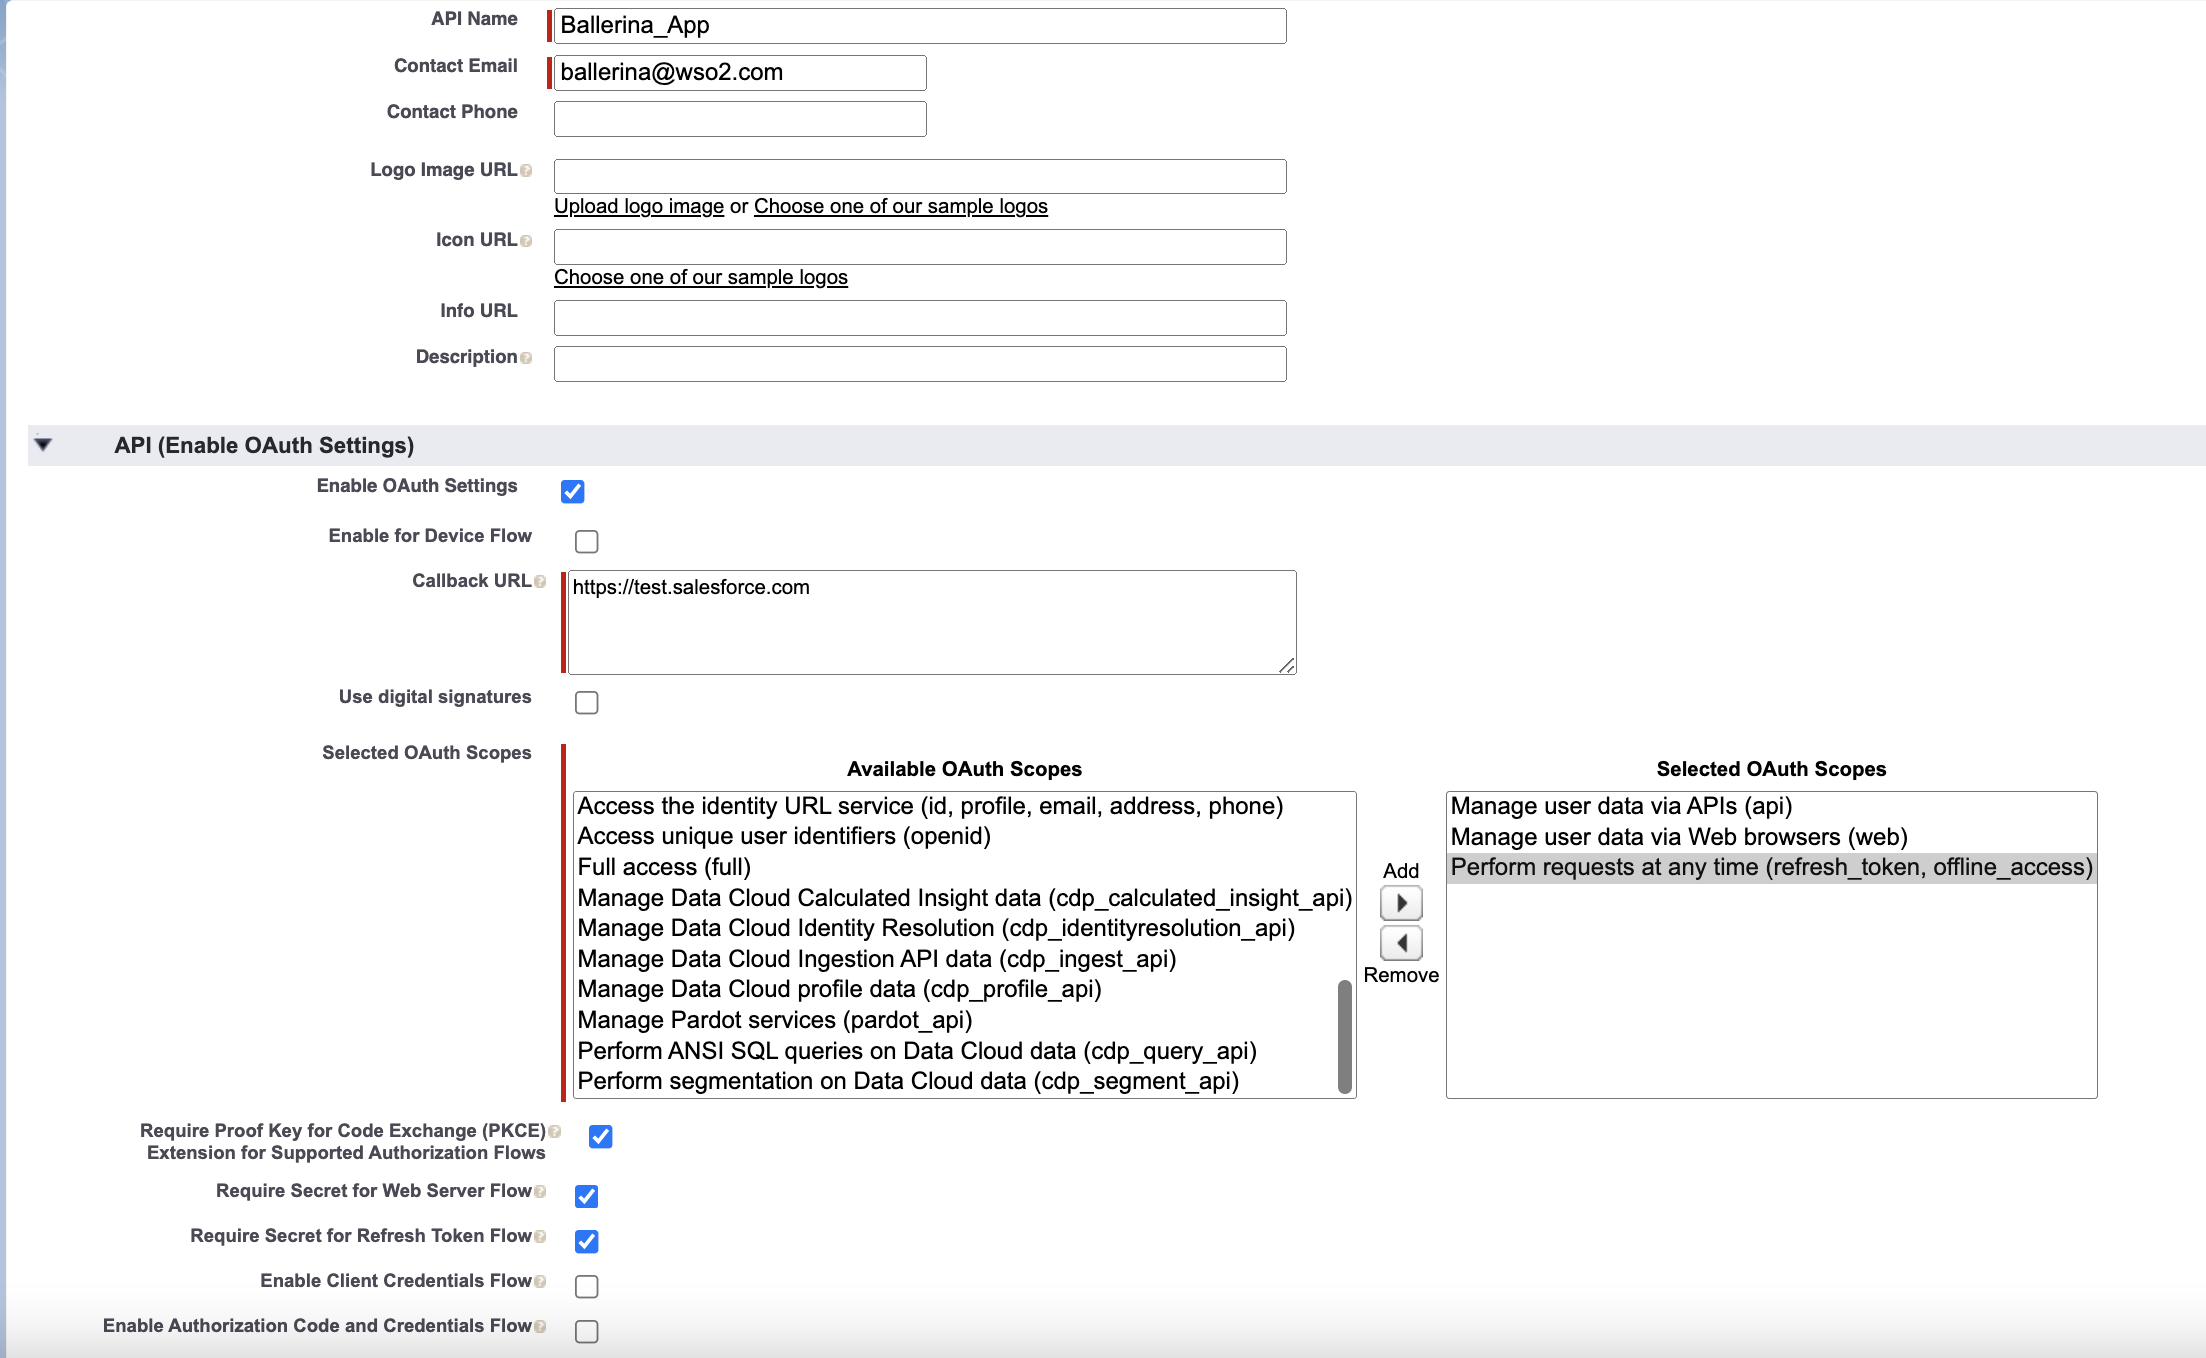 API Name
Ballerina_App
Contact Email
ballerina@wso2.com
Contact Phone
Logo Image URL
Upload logo image or Choose one of our sample logos
Icon URL
Choose one of our sample logos
Info URL
Description
API (Enable OAuth Settings)
Enable OAuth Settings
Enable for Device Flow
Callback URL
https://test.salesforce.com
Use digital signatures
Selected OAuth Scopes
Available OAuth Scopes
Access the identity URL service (id, profile, email, address, phone)
Access unique user identifiers (openid)
Full access (full)
Manage Data Cloud Calculated Insight data (cdp_calculated_insight_api)
Manage Data Cloud Identity Resolution (cdp_identityresolution_api)
Manage Data Cloud Ingestion API data (cdp_ingest_api)
Manage Data Cloud profile data (cdp_profile_api)
Manage Pardot services (pardot_api)
Perform ANSI SQL queries on Data Cloud data (cdp_query_api)
Perform segmentation on Data Cloud data (cdp_segment_api)
Add
Remove
Selected OAuth Scopes
Manage user data via APIs (api)
Manage user data via Web browsers (web)
Perform requests at any time (refresh_token, offline_access)
Require Proof Key for Code Exchange (PKCE)
Extension for Supported Authorization Flows
Require Secret for Web Server Flow
Require Secret for Refresh Token Flow
Enable Client Credentials Flow
Enable Authorization Code and Credentials Flow